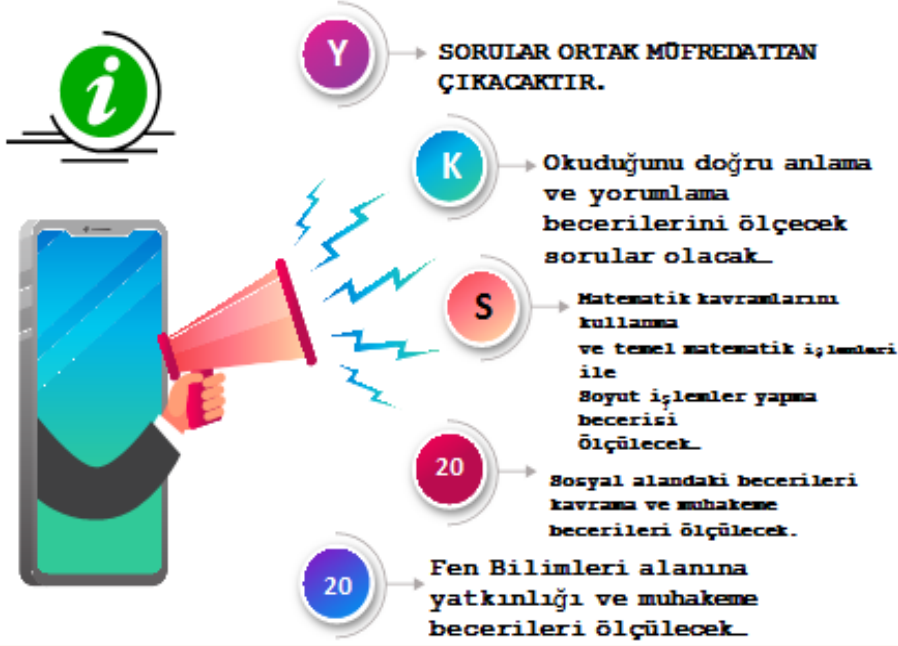 i
Y
SORULAR ORTAK MÜFREDATTAN
ÇIKACAKTIR.
K
Okuduğunu doğru anlama
ve yorumlama
becerilerini ölçecek
sorular olacak…
S
Matematik kavramlarını
kullanma
ve temel matematik işlemleri
ile
Soyut işlemler yapma
becerisi
Ölçülecek…
20
Sosyal alandaki becerileri
kavrama ve muhakeme
becerileri ölçülecek.
20
Fen Bilimleri alanına
yatkınlığı ve muhakeme
becerileri ölçülecek…